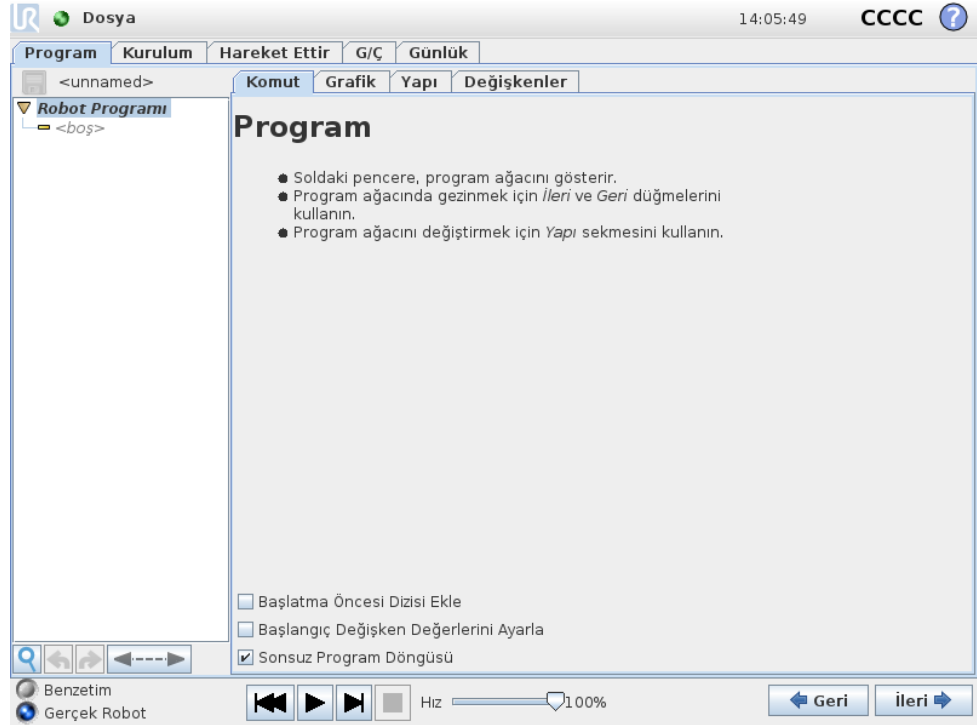 UR Dosya 14:05:49 CCCC ?
Program Kurulum Hareket Ettir G/Ç Günlük
<unnamed> Komut Grafik Yapı Değişkenler
Robot Programı
<boş>
Program
Soldaki pencere, program ağacını gösterir.
Program ağacında gezinmek için İleri ve Geri düğmelerini
kullanın.
Program ağacını değiştirmek için Yapı sekmesini kullanın.
Başlatma Öncesi Dizisi Ekle
Başlangıç Değişken Değerlerini Ayarla
Sonsuz Program Döngüsü
Benzetim
Gerçek Robot
Hız 100% Geri İleri